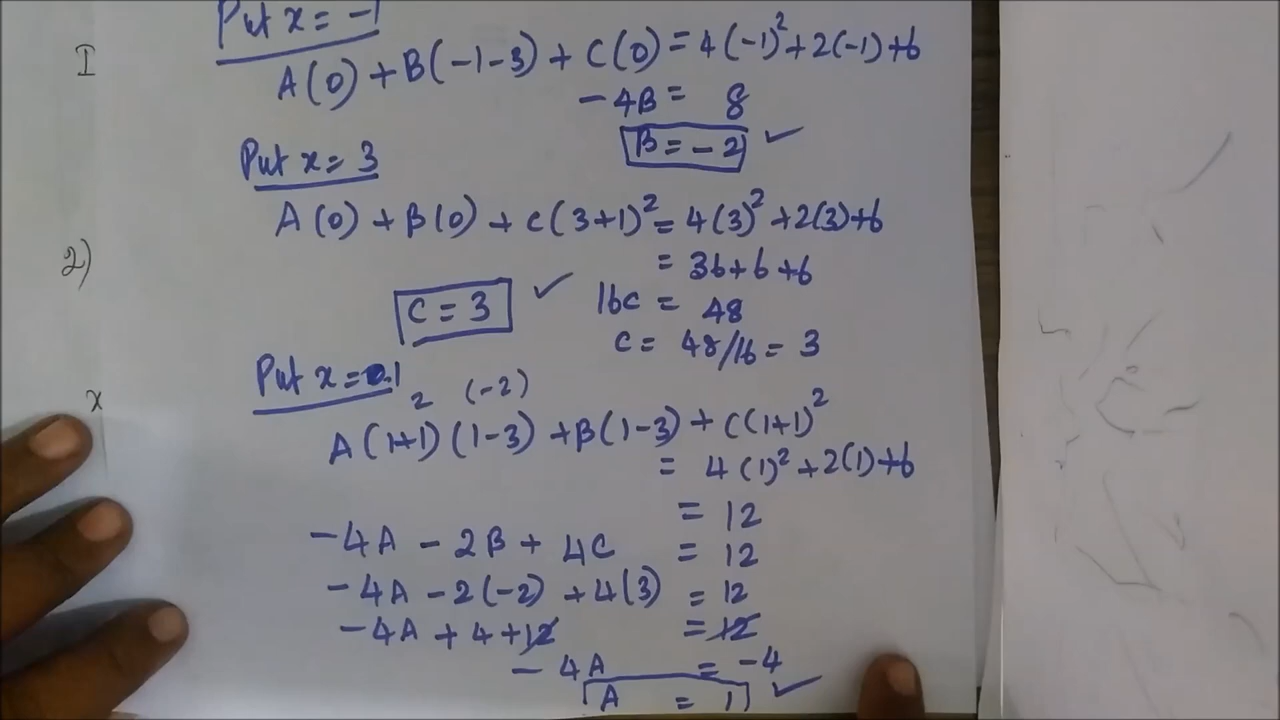 Put x = -1
I
A(0) + B(-1-3) + C(0) = 4(-1)² + 2(-1) + 6
-4B = 8
B = -2 ✓
Put x = 3
A(0) + B(0) + C(3+1)² = 4(3)² + 2(3) + 6
2)
= 36 + 6 + 6
C = 3 ✓ 16C = 48
C = 48/16 = 3
Put x = 1
x
2 (-2)
A(1+1)(1-3) + B(1-3) + C(1+1)²
= 4(1)² + 2(1) + 6
= 12
-4A - 2B + 4C = 12
-4A - 2(-2) + 4(3) = 12
-4A + 4 + 12 = 12
-4A = -4
A = 1 ✓